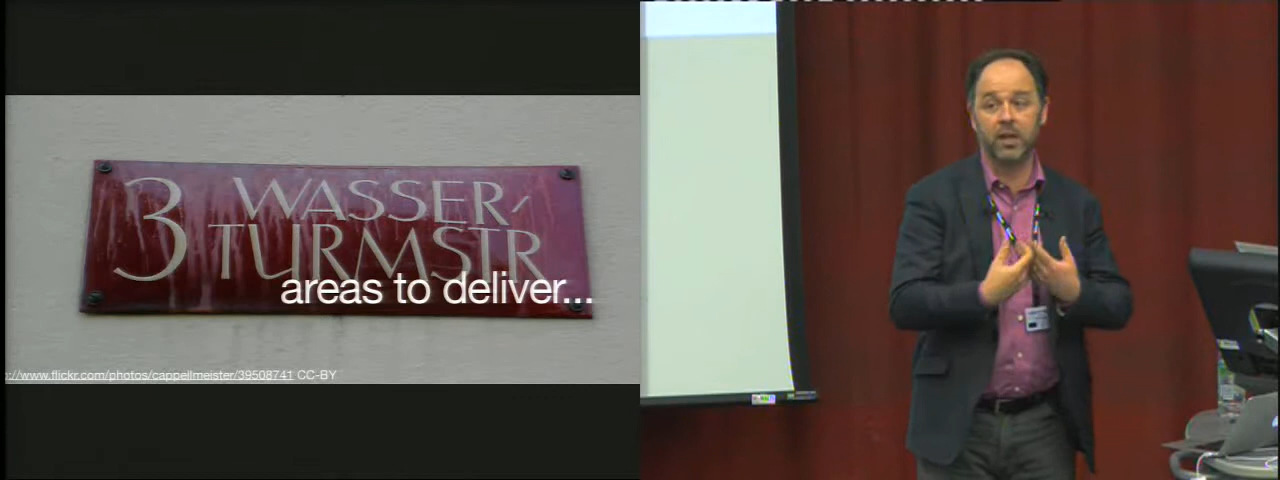 3 WASSER-
TURMSTR
areas to deliver...
://www.flickr.com/photos/cappellmeister/39508741 CC-BY